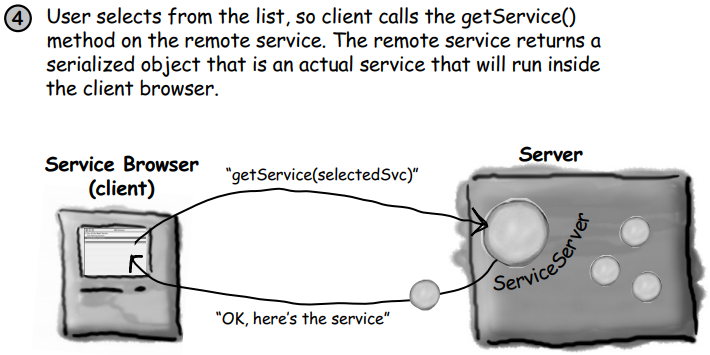 4 User selects from the list, so client calls the getService()
method on the remote service. The remote service returns a
serialized object that is an actual service that will run inside
the client browser.
Service Browser
(client)
"getService(selectedSvc)"
Server
ServiceServer
"OK, here's the service"